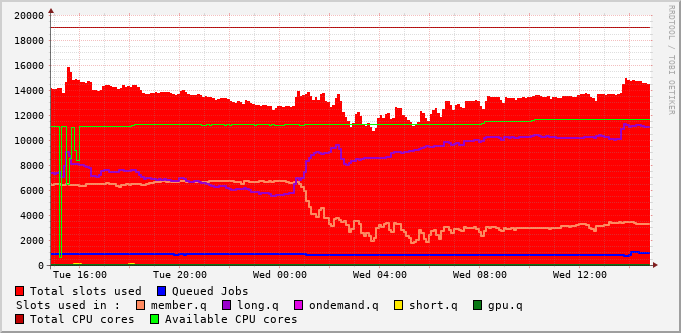 20000
18000
16000
14000
12000
10000
8000
6000
4000
2000
0
Tue 16:00 Tue 20:00 Wed 00:00 Wed 04:00 Wed 08:00 Wed 12:00
Total slots used Queued Jobs
Slots used in : member.q long.q ondemand.q short.q gpu.q
Total CPU cores Available CPU cores
RRDTOOL / TOBI OETIKER